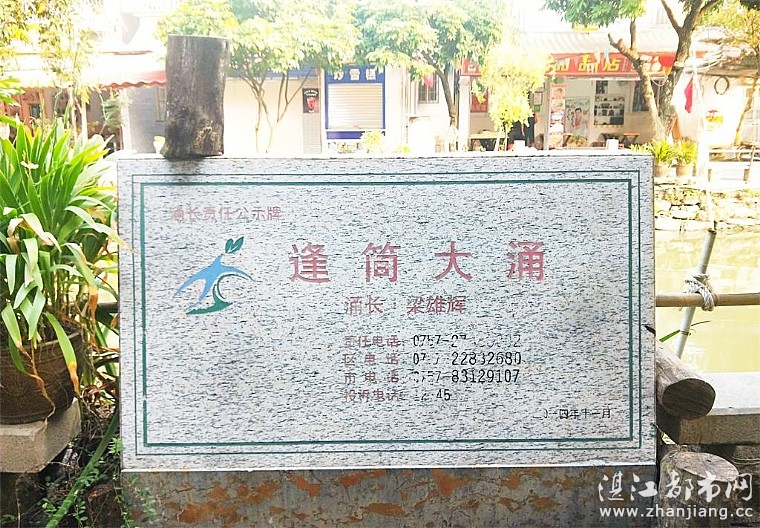 涌长责任公示牌
逢简大涌
涌长：梁雄辉
责任电话：0757-2
区电话：0757-22832680
市电话：0757-83129107
投诉电话：12345
二〇一四年十一月
湛江都市网
www.zhanjiang.cc